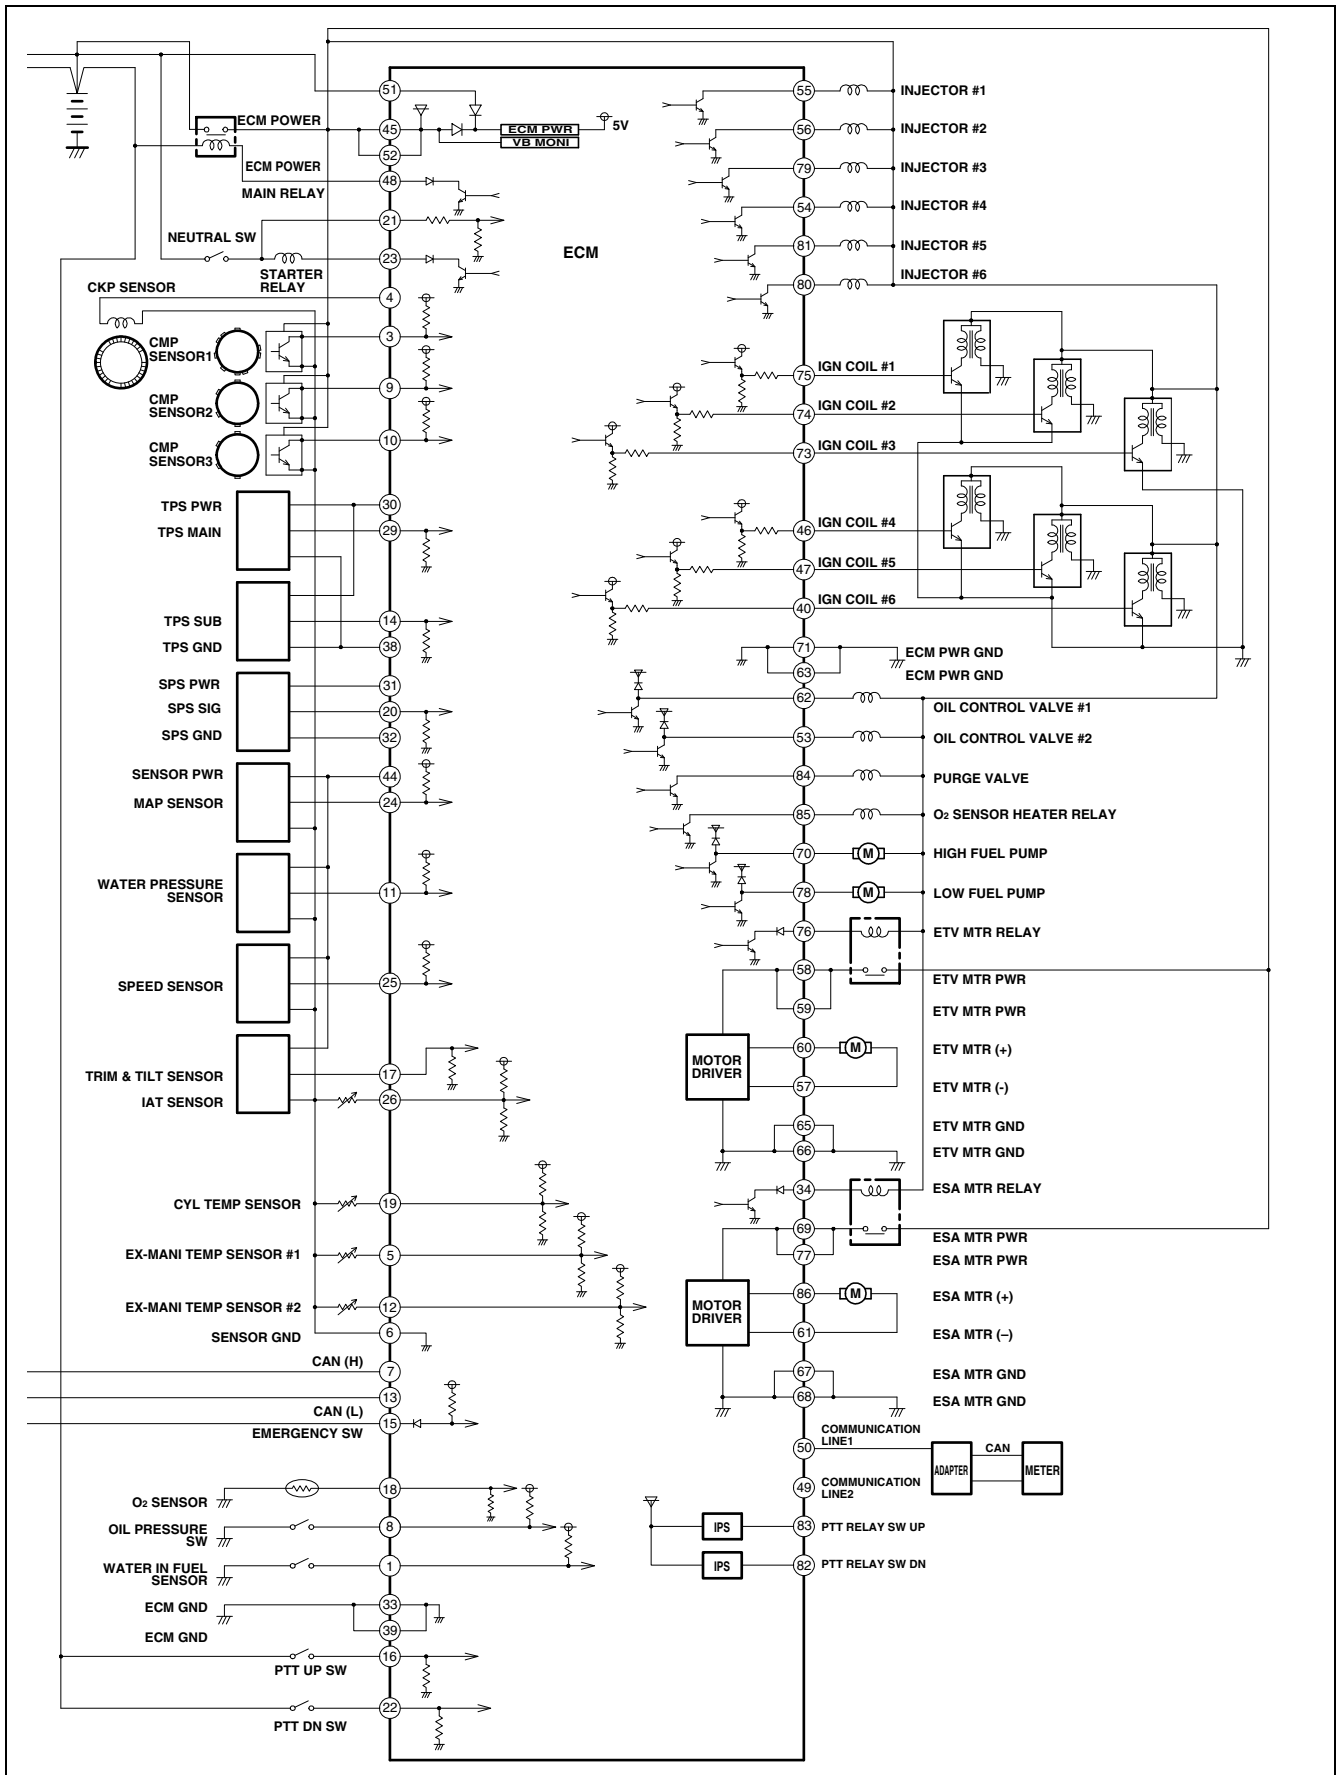 51
ECM POWER
45
ECM PWR
5V
VB MONI
52
ECM POWER
48
MAIN RELAY
21
NEUTRAL SW
23
STARTER
RELAY
ECM
CKP SENSOR
4
CMP
SENSOR1
3
CMP
SENSOR2
9
CMP
SENSOR3
10
TPS PWR
30
TPS MAIN
29
TPS SUB
14
TPS GND
38
SPS PWR
31
SPS SIG
20
SPS GND
32
SENSOR PWR
44
MAP SENSOR
24
WATER PRESSURE
SENSOR
11
SPEED SENSOR
25
TRIM & TILT SENSOR
17
IAT SENSOR
26
CYL TEMP SENSOR
19
EX-MANI TEMP SENSOR #1
5
EX-MANI TEMP SENSOR #2
12
SENSOR GND
6
CAN (H)
7
13
CAN (L)
15
EMERGENCY SW
O2 SENSOR
18
OIL PRESSURE
SW
8
WATER IN FUEL
SENSOR
1
ECM GND
33
ECM GND
39
16
PTT UP SW
22
PTT DN SW
55
INJECTOR #1
56
INJECTOR #2
79
INJECTOR #3
54
INJECTOR #4
81
INJECTOR #5
80
INJECTOR #6
75
IGN COIL #1
74
IGN COIL #2
73
IGN COIL #3
46
IGN COIL #4
47
IGN COIL #5
40
IGN COIL #6
71
ECM PWR GND
63
ECM PWR GND
62
OIL CONTROL VALVE #1
53
OIL CONTROL VALVE #2
84
PURGE VALVE
85
O2 SENSOR HEATER RELAY
70
M
HIGH FUEL PUMP
78
M
LOW FUEL PUMP
76
ETV MTR RELAY
58
ETV MTR PWR
59
ETV MTR PWR
MOTOR
DRIVER
60
M
ETV MTR (+)
57
ETV MTR (-)
65
ETV MTR GND
66
ETV MTR GND
34
ESA MTR RELAY
69
ESA MTR PWR
77
ESA MTR PWR
MOTOR
DRIVER
86
M
ESA MTR (+)
61
ESA MTR (–)
67
ESA MTR GND
68
ESA MTR GND
50
COMMUNICATION
LINE1
ADAPTER
CAN
METER
49
COMMUNICATION
LINE2
IPS
83
PTT RELAY SW UP
IPS
82
PTT RELAY SW DN